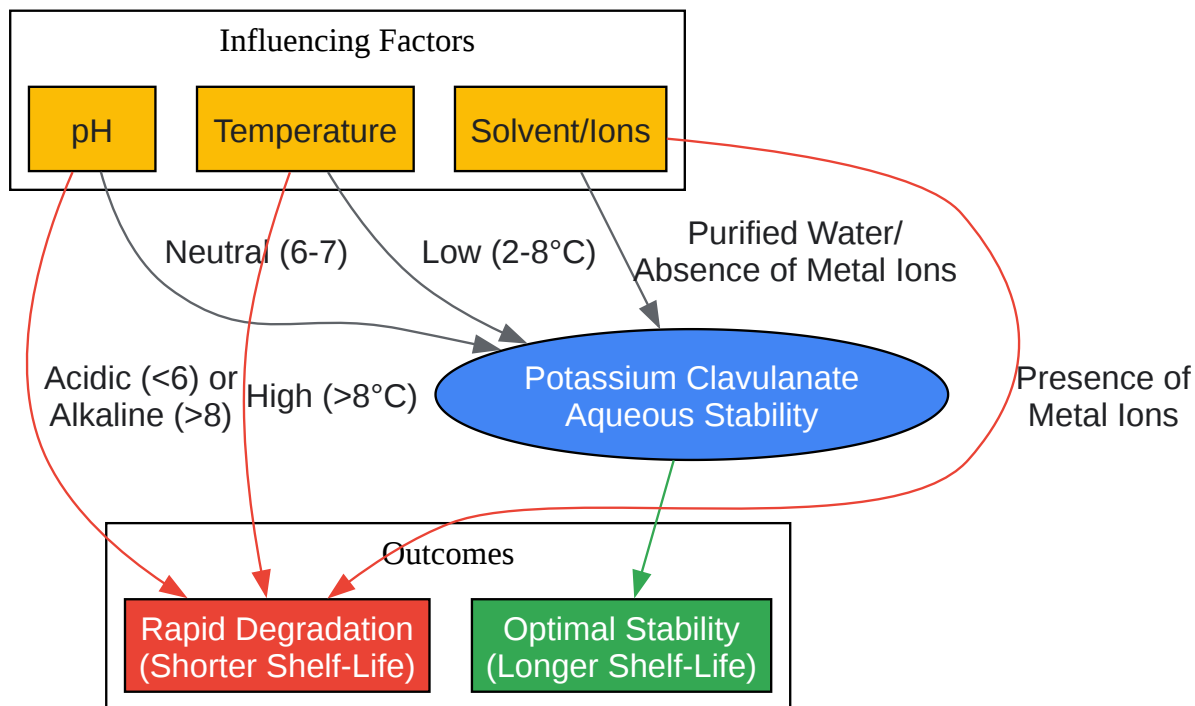 Influencing Factors
pH
Temperature
Solvent/Ions
Neutral (6-7)
Low (2-8°C)
Purified Water/
Absence of Metal Ions
Acidic (<6) or
Alkaline (>8)
High (>8°C)
Potassium Clavulanate
Aqueous Stability
Presence of
Metal Ions
Outcomes
Rapid Degradation
(Shorter Shelf-Life)
Optimal Stability
(Longer Shelf-Life)